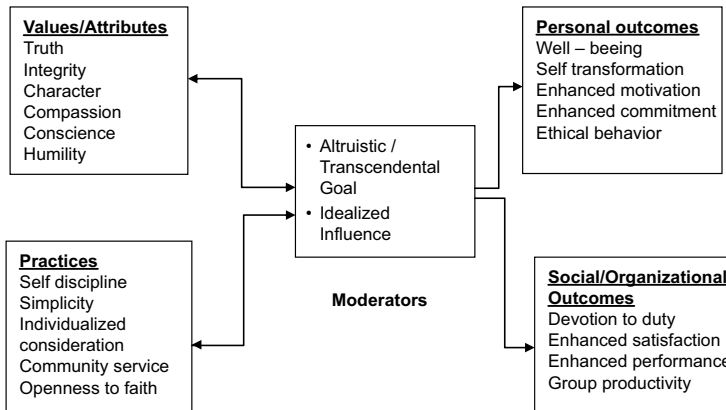 Values/Attributes
Truth
Integrity
Character
Compassion
Conscience
Humility
Practices
Self discipline
Simplicity
Individualized
consideration
Community service
Openness to faith
• Altruistic /
Transcendental
Goal
• Idealized
Influence
Moderators
Personal outcomes
Well – beeing
Self transformation
Enhanced motivation
Enhanced commitment
Ethical behavior
Social/Organizational
Outcomes
Devotion to duty
Enhanced satisfaction
Enhanced performance
Group productivity